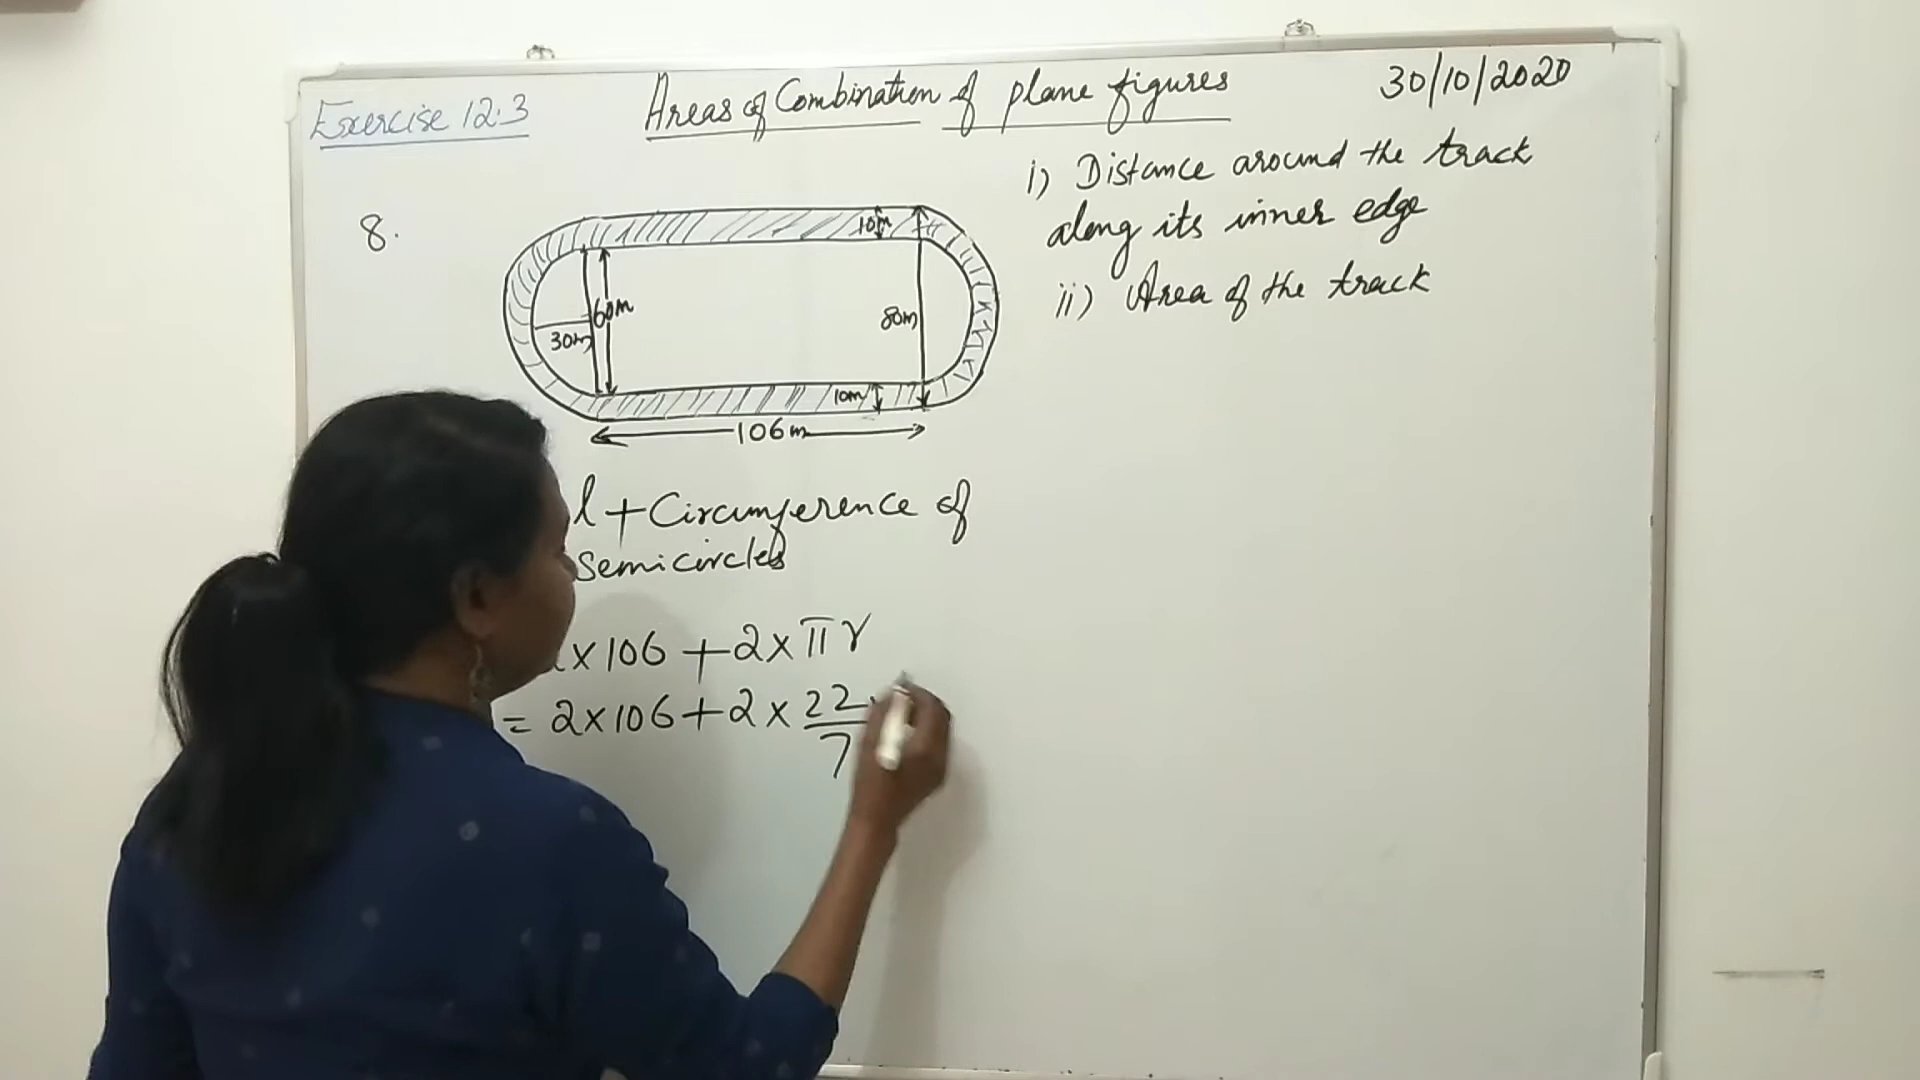 Exercise 12.3
Areas of Combination of plane figures
30/10/2020
i) Distance around the track
along its inner edge
ii) Area of the track
8.
10m
60m
80m
30m
10m
106m
l + Circumference of
Semicircles
x 106 + 2 x π r
= 2 x 106 + 2 x 22/7